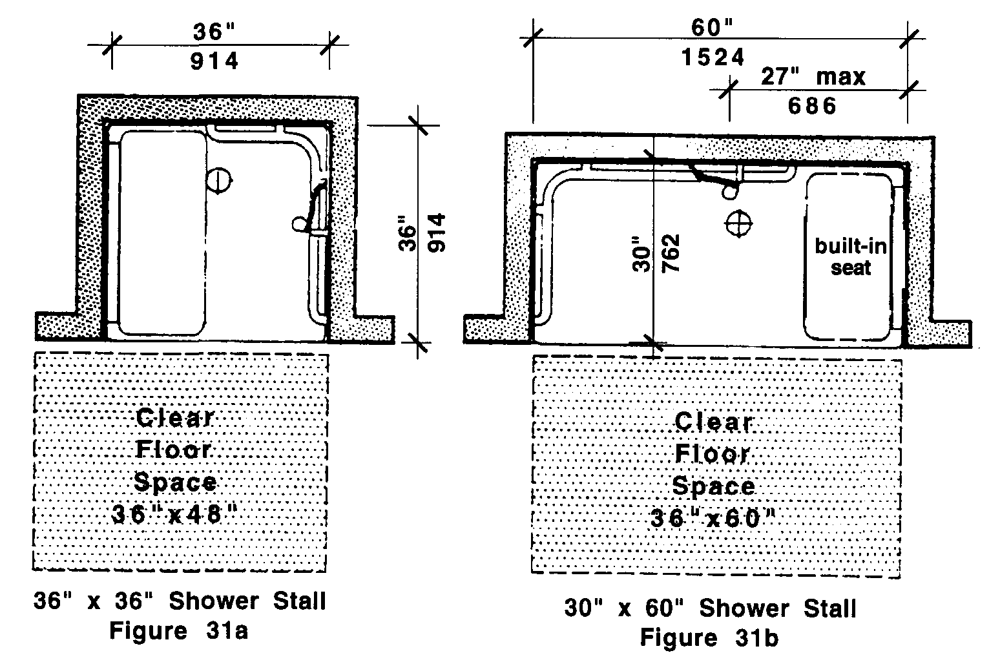 36"
914
36"
914
Clear
Floor
Space
36"x48"
36" x 36" Shower Stall
Figure 31a
60"
1524
27" max
686
30"
762
built-in
seat
Clear
Floor
Space
36"x60"
30" x 60" Shower Stall
Figure 31b